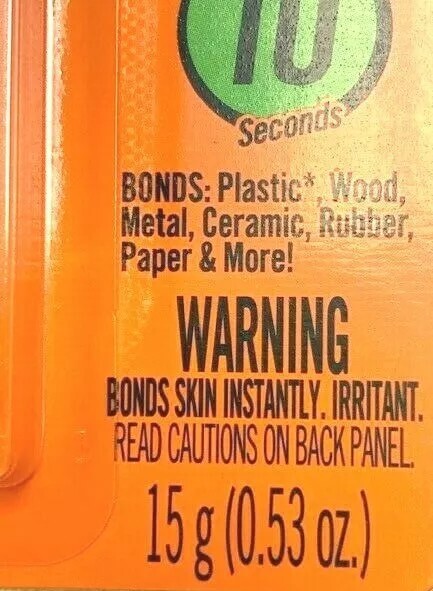 10
Seconds
BONDS: Plastic*, Wood,
Metal, Ceramic, Rubber,
Paper & More!
WARNING
BONDS SKIN INSTANTLY. IRRITANT.
READ CAUTIONS ON BACK PANEL.
15 g (0.53 oz.)